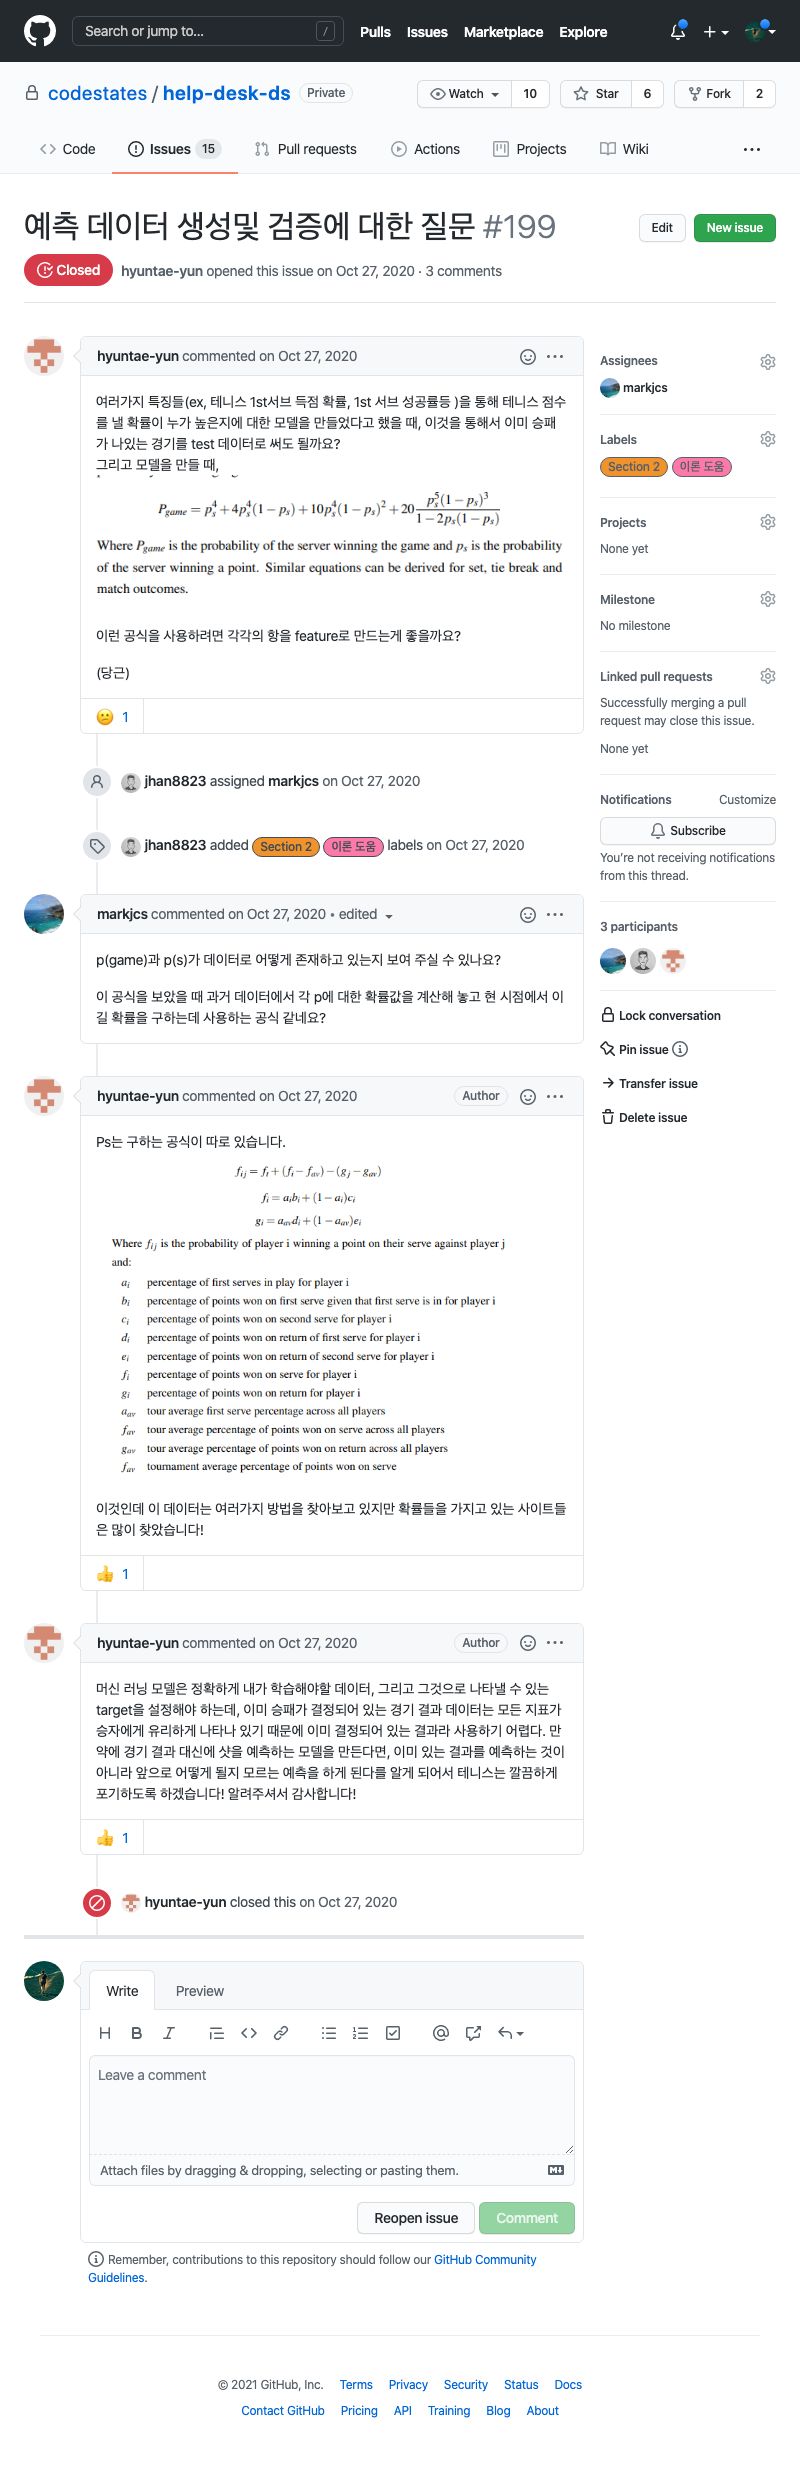 Search or jump to...
/
Pulls Issues Marketplace Explore
codestates / help-desk-ds Private
Watch 10 Star 6 Fork 2
Code Issues 15 Pull requests Actions Projects Wiki
예측 데이터 생성및 검증에 대한 질문 #199
Edit New issue
Closed hyuntae-yun opened this issue on Oct 27, 2020 · 3 comments
hyuntae-yun commented on Oct 27, 2020
여러가지 특징들(ex, 테니스 1st서브 득점 확률, 1st 서브 성공률등 )을 통해 테니스 점수
를 낼 확률이 누가 높은지에 대한 모델을 만들었다고 했을 때, 이것을 통해서 이미 승패
가 나있는 경기를 test 데이터로 써도 될까요?
그리고 모델을 만들 때,
P_game = p_s^4 + 4p_s^4(1 − p_s) + 10p_s^4(1 − p_s)^2 + 20 p_s^5(1 − p_s)^3 / 1 − 2p_s(1 − p_s)
Where P_game is the probability of the server winning the game and p_s is the probability
of the server winning a point. Similar equations can be derived for set, tie break and
match outcomes.
이런 공식을 사용하려면 각각의 항을 feature로 만드는게 좋을까요?
(당근)
1
jhan8823 assigned markjcs on Oct 27, 2020
jhan8823 added Section 2 이론 도움 labels on Oct 27, 2020
markjcs commented on Oct 27, 2020 • edited
p(game)과 p(s)가 데이터로 어떻게 존재하고 있는지 보여 주실 수 있나요?
이 공식을 보았을 때 과거 데이터에서 각 p에 대한 확률값을 계산해 놓고 현 시점에서 이
길 확률을 구하는데 사용하는 공식 같네요?
hyuntae-yun commented on Oct 27, 2020 Author
Ps는 구하는 공식이 따로 있습니다.
f_ij = f_t + (f_i − f_av) − (g_j − g_av)
f_i = a_i b_i + (1 − a_i)c_i
g_i = a_av d_i + (1 − a_av)e_i
Where f_ij is the probability of player i winning a point on their serve against player j
and:
a_i percentage of first serves in play for player i
b_i percentage of points won on first serve given that first serve is in for player i
c_i percentage of points won on second serve for player i
d_i percentage of points won on return of first serve for player i
e_i percentage of points won on return of second serve for player i
f_i percentage of points won on serve for player i
g_i percentage of points won on return for player i
a_av tour average first serve percentage across all players
f_av tour average percentage of points won on serve across all players
g_av tour average percentage of points won on return across all players
f_av tournament average percentage of points won on serve
이것인데 이 데이터는 여러가지 방법을 찾아보고 있지만 확률들을 가지고 있는 사이트들
은 많이 찾았습니다!
1
hyuntae-yun commented on Oct 27, 2020 Author
머신 러닝 모델은 정확하게 내가 학습해야할 데이터, 그리고 그것으로 나타낼 수 있는
target을 설정해야 하는데, 이미 승패가 결정되어 있는 경기 결과 데이터는 모든 지표가
승자에게 유리하게 나타나 있기 때문에 이미 결정되어 있는 결과라 사용하기 어렵다. 만
약에 경기 결과 대신에 샷을 예측하는 모델을 만든다면, 이미 있는 결과를 예측하는 것이
아니라 앞으로 어떻게 될지 모르는 예측을 하게 된다를 알게 되어서 테니스는 깔끔하게
포기하도록 하겠습니다! 알려주셔서 감사합니다!
1
hyuntae-yun closed this on Oct 27, 2020
Assignees
markjcs
Labels
Section 2 이론 도움
Projects
None yet
Milestone
No milestone
Linked pull requests
Successfully merging a pull
request may close this issue.
None yet
Notifications Customize
Subscribe
You're not receiving notifications
from this thread.
3 participants
Lock conversation
Pin issue
Transfer issue
Delete issue
Write Preview
Leave a comment
Attach files by dragging & dropping, selecting or pasting them.
Reopen issue Comment
Remember, contributions to this repository should follow our GitHub Community
Guidelines.
© 2021 GitHub, Inc. Terms Privacy Security Status Docs
Contact GitHub Pricing API Training Blog About